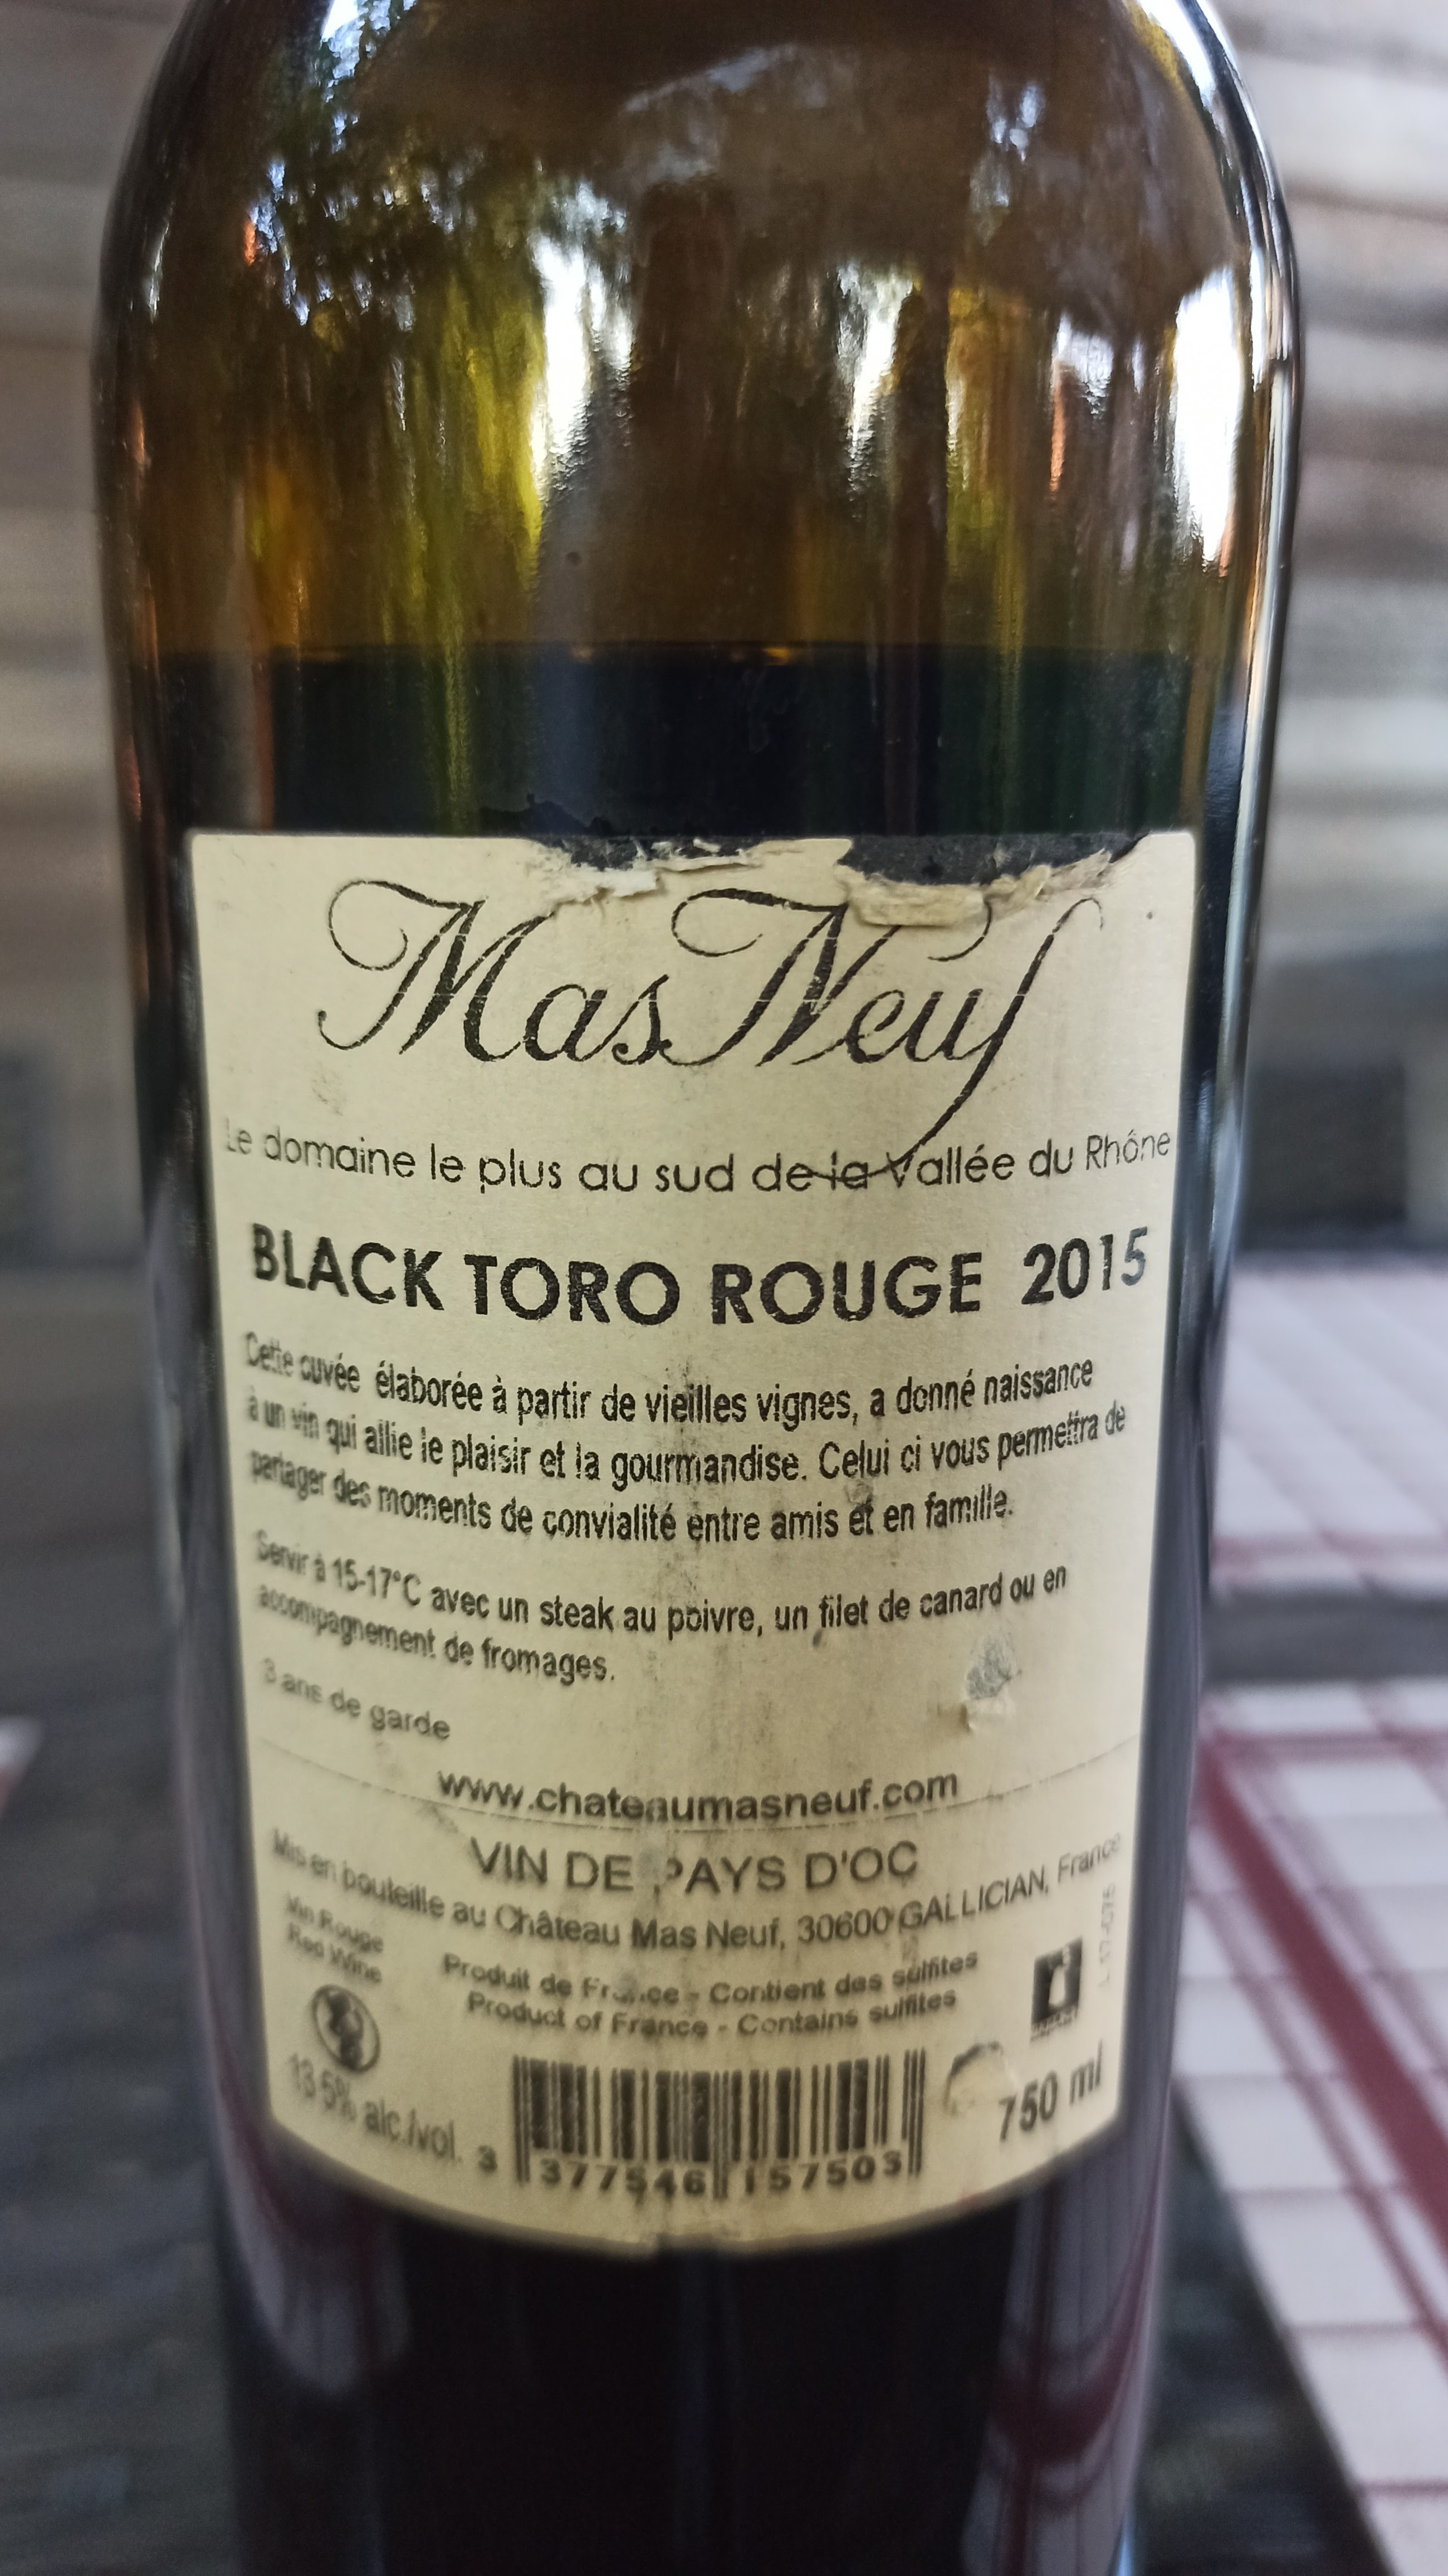 Mas Neuf
Le domaine le plus au sud de la Vallée du Rhône
BLACK TORO ROUGE 2015
Cette cuvée élaborée à partir de vieilles vignes, a donné naissance
à un vin qui allie le plaisir et la gourmandise. Celui ci vous permettra de
partager des moments de convialité entre amis et en famille.
Servir à 15-17°C avec un steak au poivre, un filet de canard ou en
accompagnement de fromages.
3 ans de garde
www.chateaumasneuf.com
VIN DE PAYS D'OC
Mis en bouteille au Château Mas Neuf, 30600 GALLICIAN, France
Vin Rouge
Red Wine
Produit de France - Contient des sulfites
Product of France - Contains sulfites
13.5% alc./vol.
750 ml
3 377546 157503